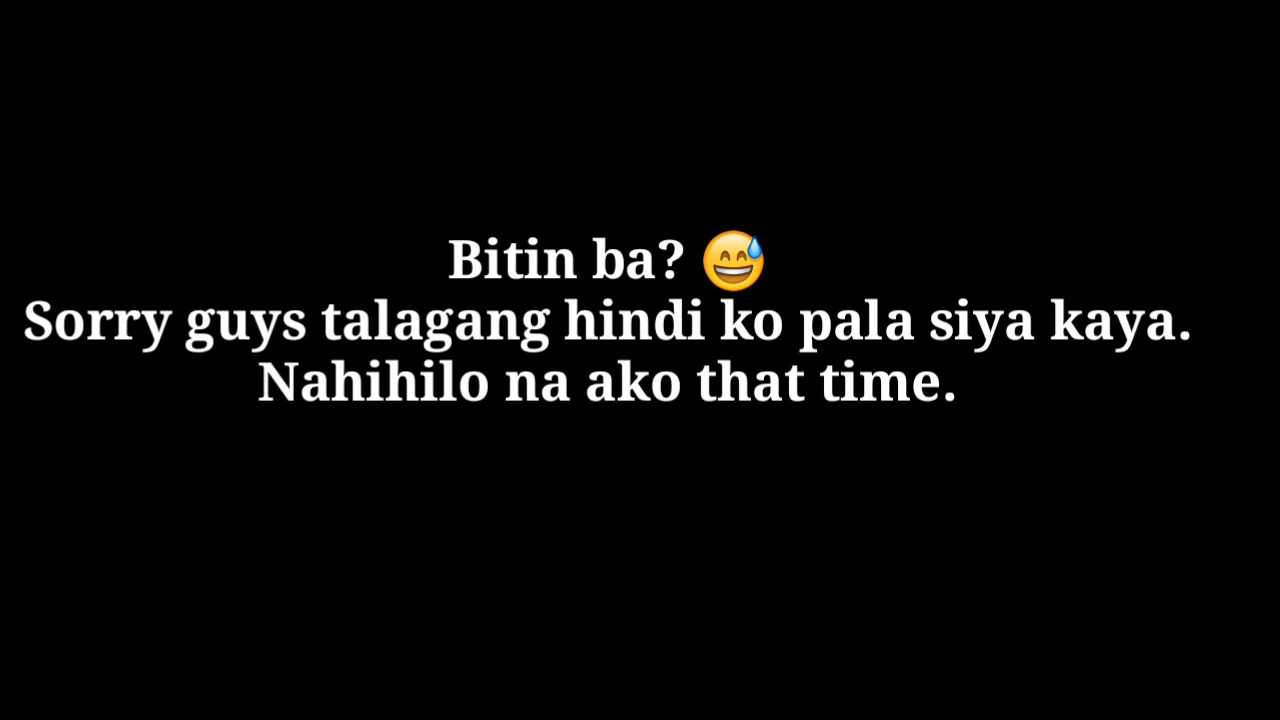 Bitin ba? 😅
Sorry guys talagang hindi ko pala siya kaya.
Nahihilo na ako that time.